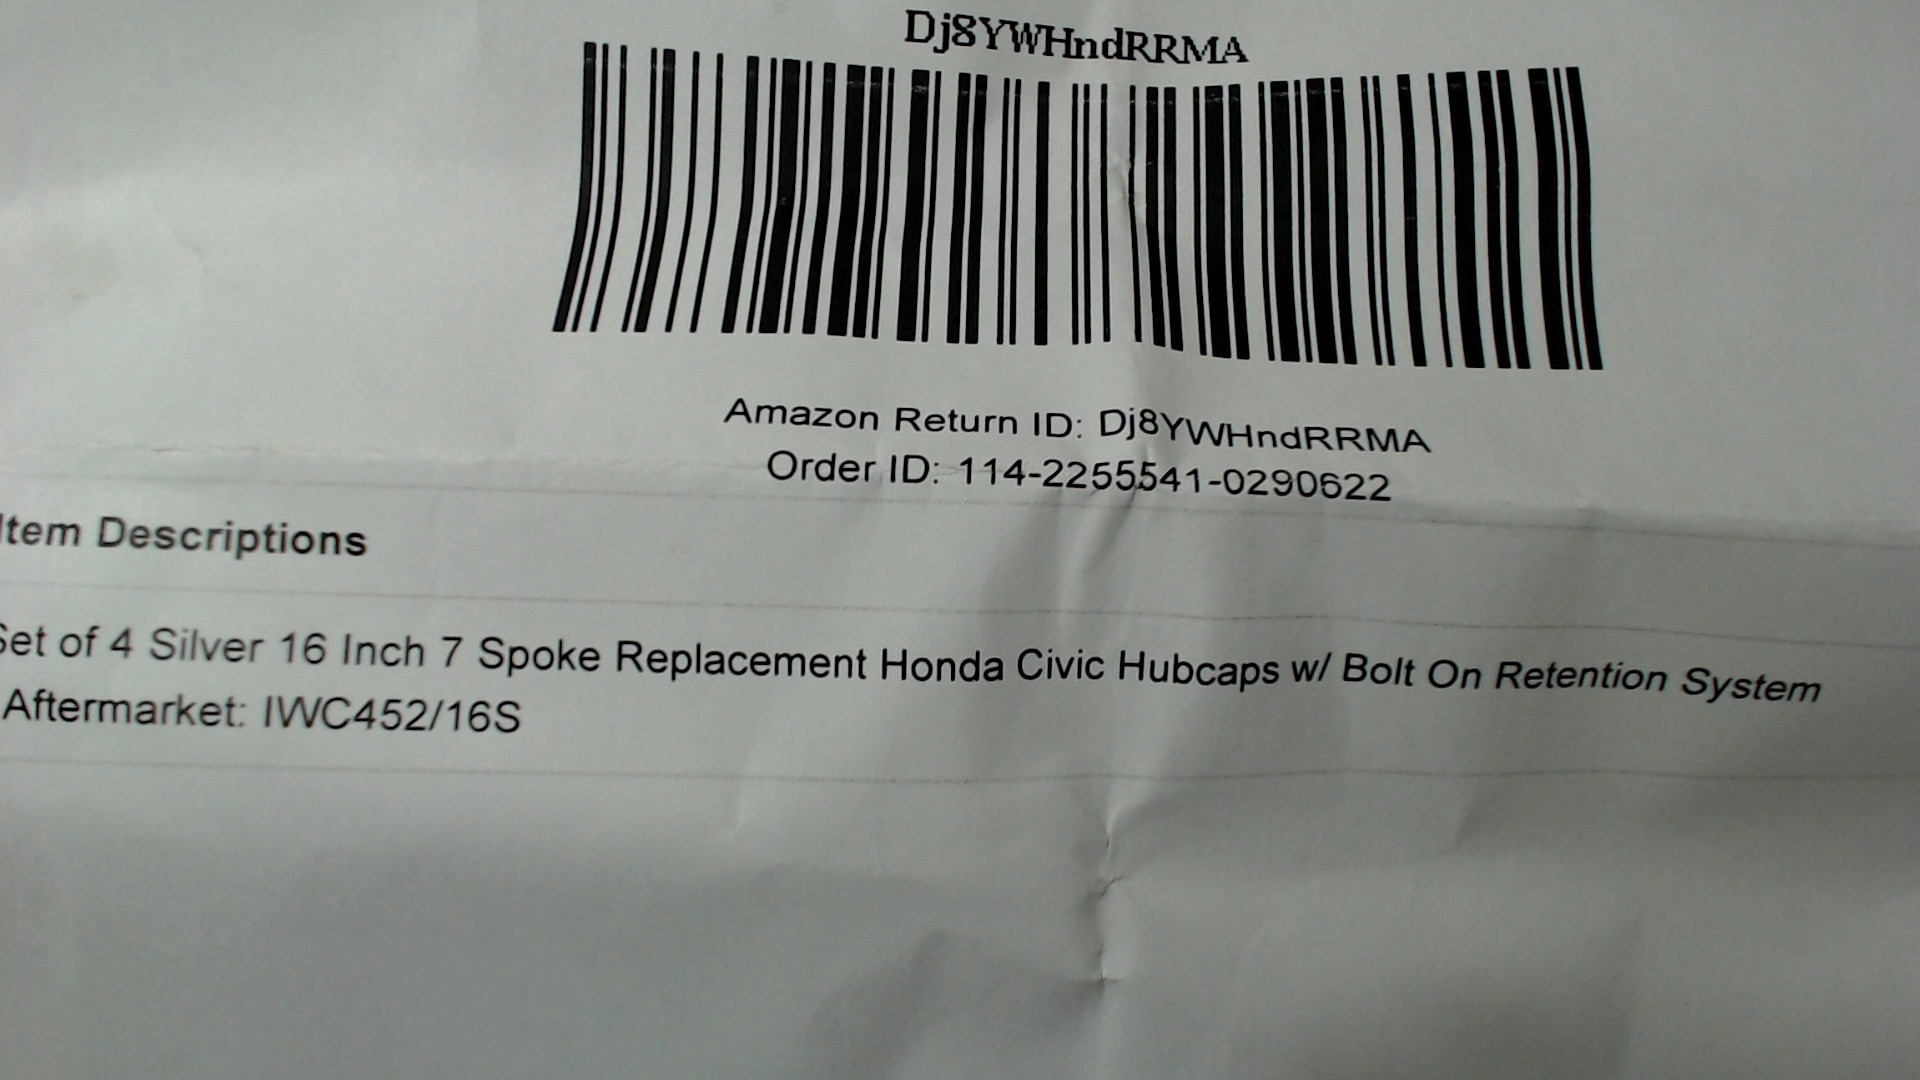 Dj8YWHndRRMA
Amazon Return ID: Dj8YWHndRRMA
Order ID: 114-2255541-0290622
Item Descriptions
Set of 4 Silver 16 Inch 7 Spoke Replacement Honda Civic Hubcaps w/ Bolt On Retention System
Aftermarket: IWC452/16S